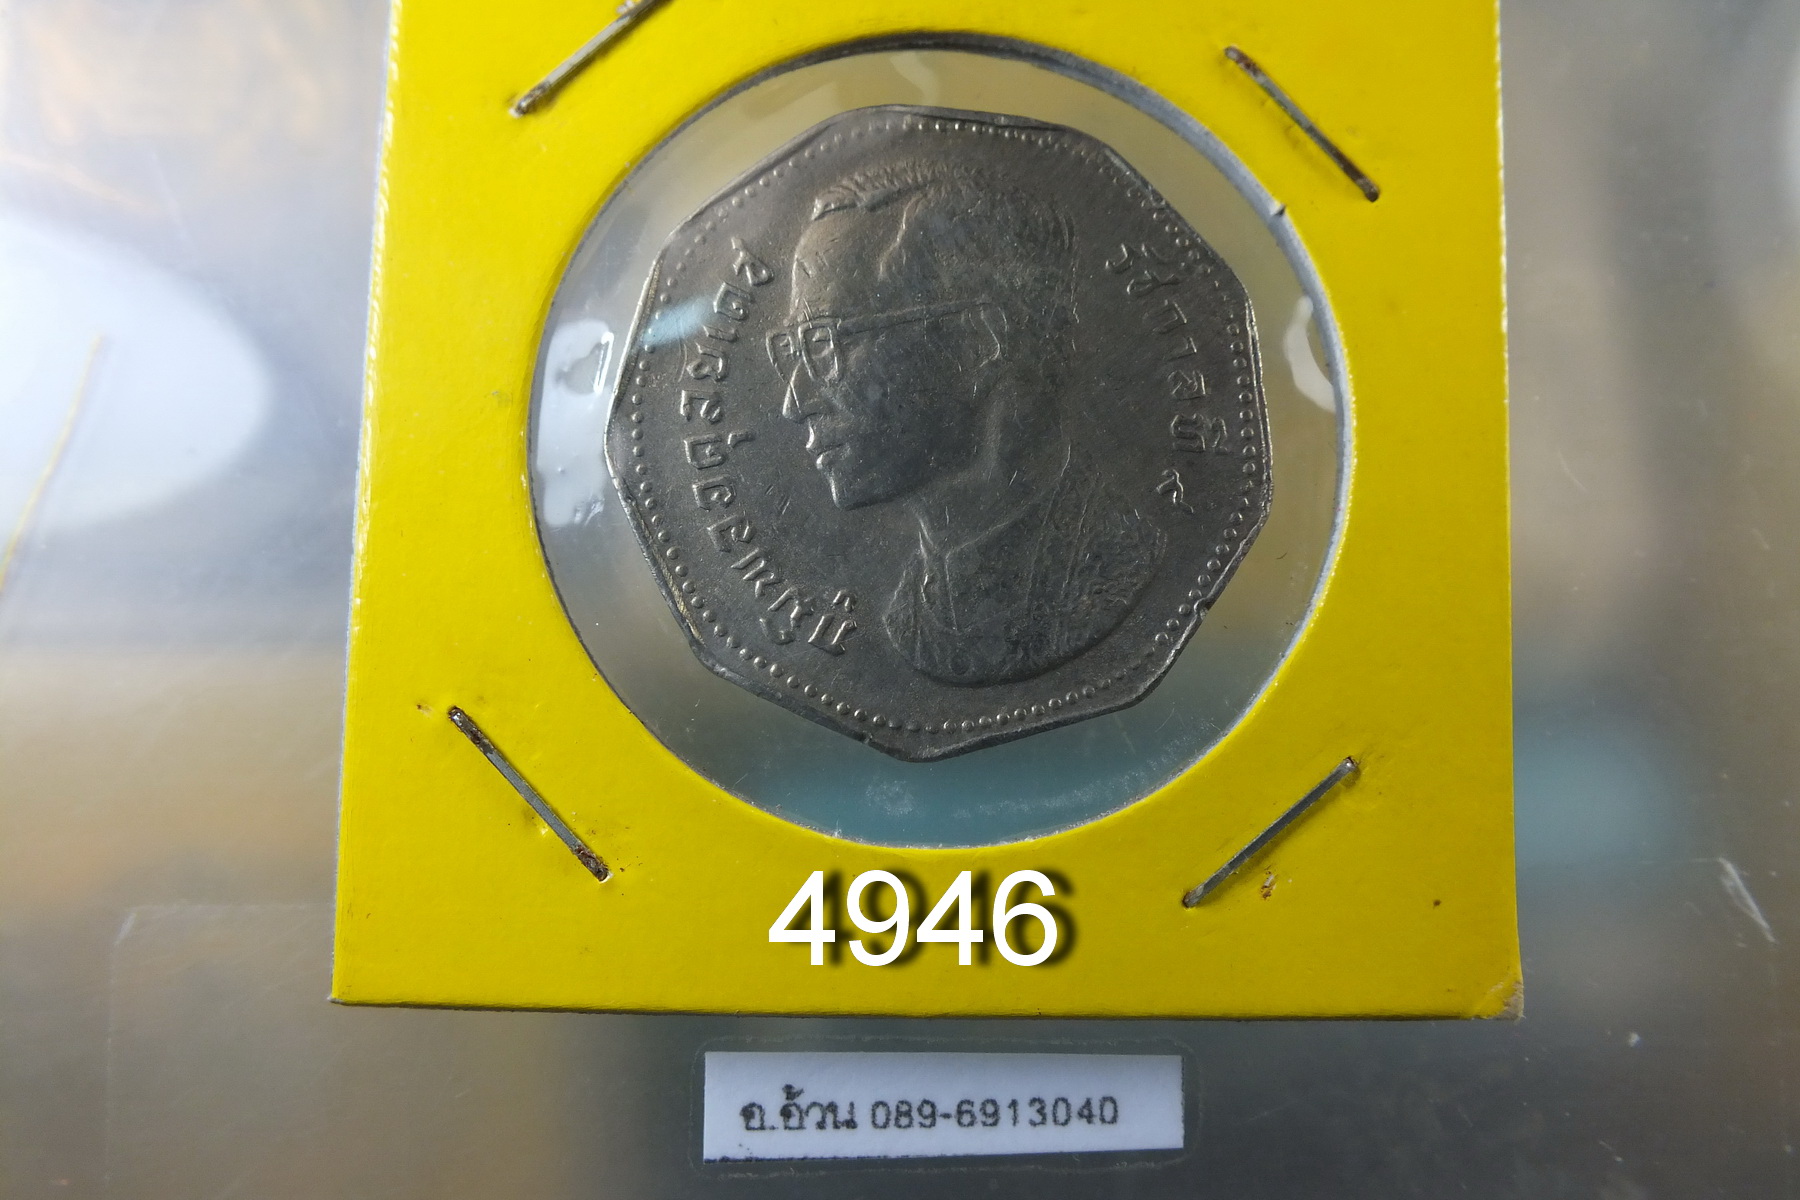 ภูมิพลอดุลยเดช
รัชกาลที่ ๙
4946
อ.อ้วน 089-6913040